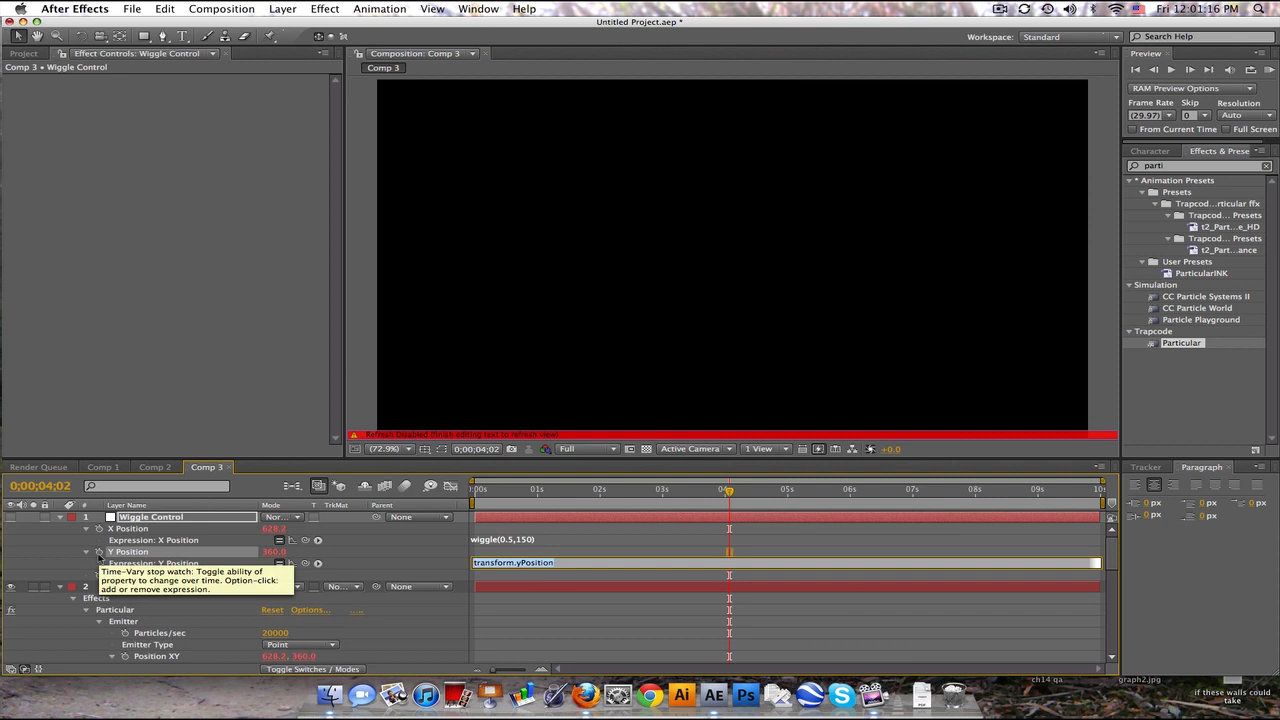 After Effects File Edit Composition Layer Effect Animation View Window Help Fri 12:01:16 PM
Untitled Project.aep *
Workspace: Standard Search Help
Project Effect Controls: Wiggle Control Composition: Comp 3 Preview
Comp 3 • Wiggle Control Comp 3
RAM Preview Options
Frame Rate Skip Resolution
(29.97) 0 Auto
From Current Time Full Screen
Character Effects & Prese
parti
* Animation Presets
Presets
Trapcod...rticular ffx
Trapcod... Presets
t2_Part...e_HD
Trapcod... Presets
t2_Part...ance
User Presets
ParticularINK
Simulation
CC Particle Systems II
CC Particle World
Particle Playground
Trapcode
Particular
Refresh Disabled (finish editing text to refresh view)
(72.9%) 0;00;04;02 Full Active Camera 1 View +0.0
Render Queue Comp 1 Comp 2 Comp 3 Tracker Paragraph
0;00;04;02
:00s 01s 02s 03s 04s 05s 06s 07s 08s 09s 10s
# Layer Name Mode T TrkMat Parent
0 px 0 px
0 px 0 px
0 px
1 Wiggle Control Nor... None
X Position 628.2
Expression: X Position wiggle(0.5,150)
Y Position 360.0
Expression: Y Position transform.yPosition
Time-Vary stop watch: Toggle ability of
property to change over time. Option-click:
add or remove expression.
2 No... None
Effects
Particular Reset Options... .....
Emitter
Particles/sec 20000
Emitter Type Point
Position XY 628.2, 360.0
Toggle Switches / Modes
ch14 qa graph2.jpg
if these walls could
take
Ai AE Ps